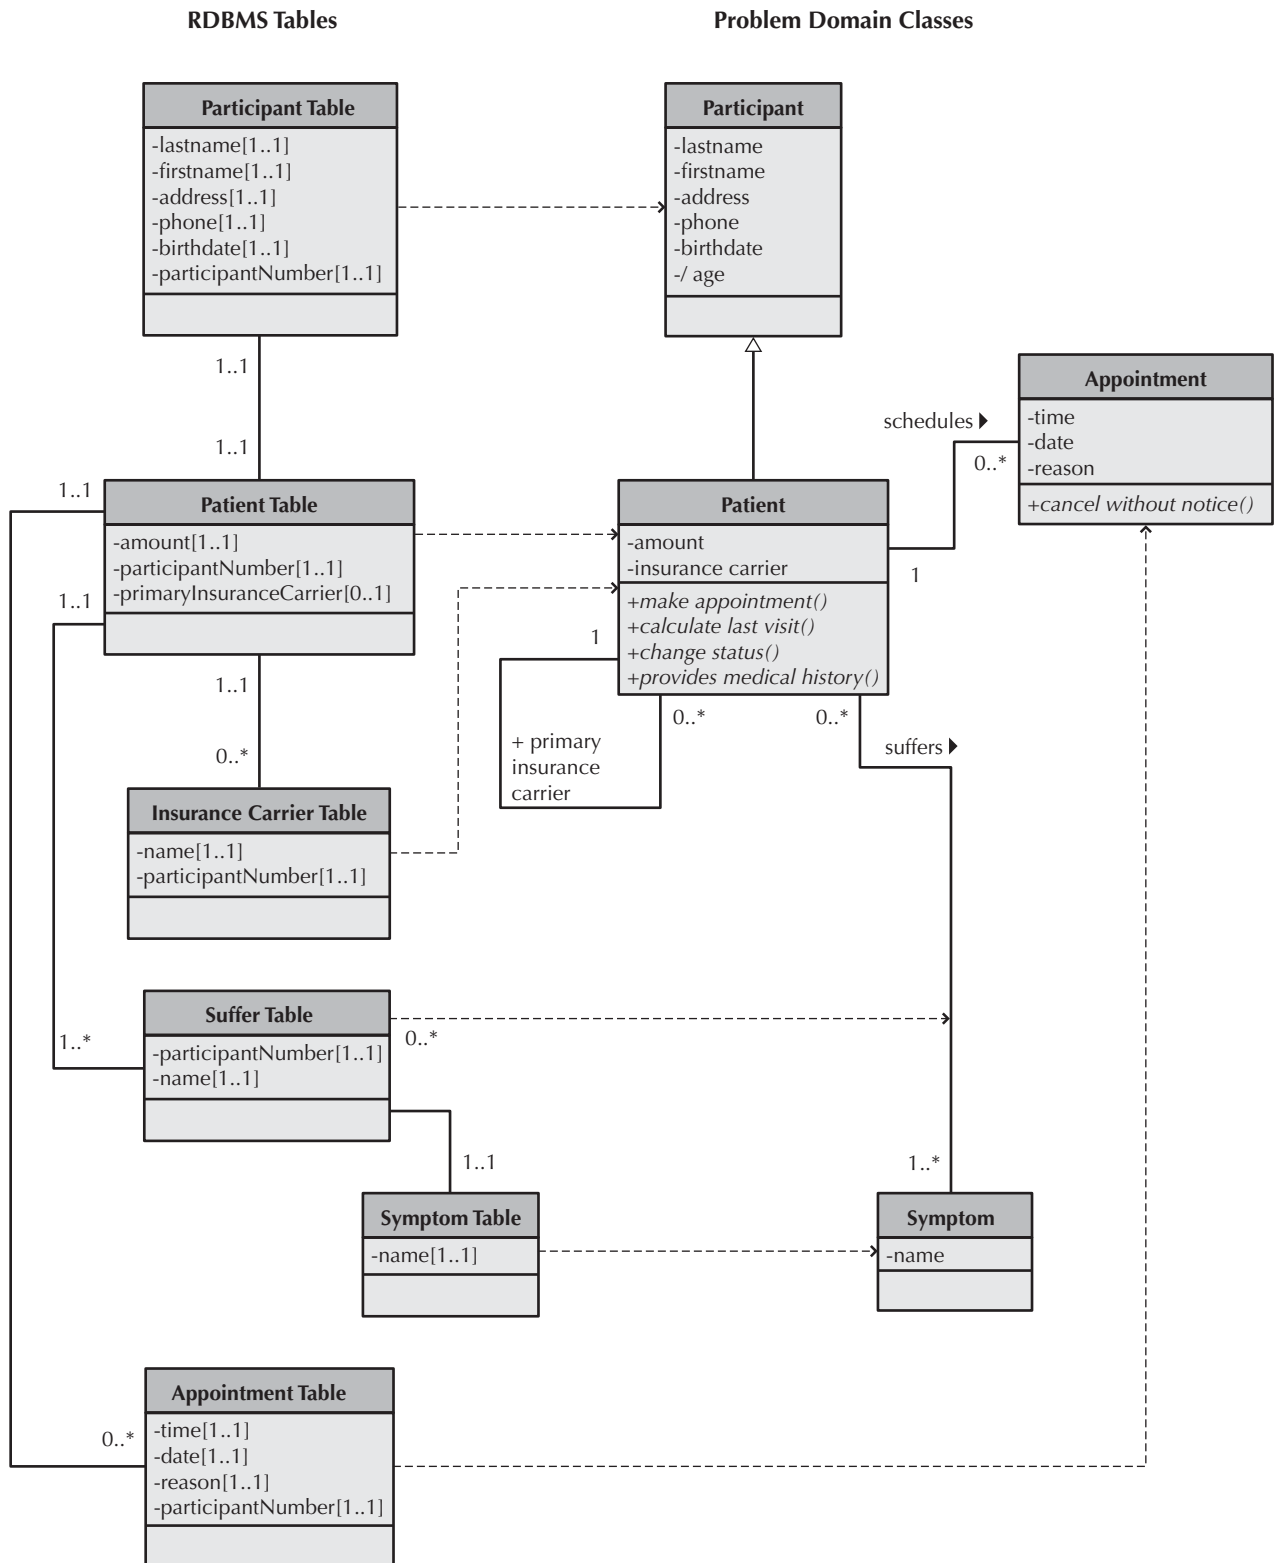 RDBMS Tables
Problem Domain Classes
Participant Table
-lastname[1..1]
-firstname[1..1]
-address[1..1]
-phone[1..1]
-birthdate[1..1]
-participantNumber[1..1]
Participant
-lastname
-firstname
-address
-phone
-birthdate
-/ age
1..1
1..1
Appointment
-time
-date
-reason
+cancel without notice()
schedules
0..*
1
1..1
Patient Table
-amount[1..1]
-participantNumber[1..1]
-primaryInsuranceCarrier[0..1]
1..1
Patient
-amount
-insurance carrier
+make appointment()
+calculate last visit()
+change status()
+provides medical history()
1
0..*
+ primary
insurance
carrier
0..*
suffers
1..1
0..*
Insurance Carrier Table
-name[1..1]
-participantNumber[1..1]
Suffer Table
-participantNumber[1..1]
-name[1..1]
1..*
0..*
1..1
1..*
Symptom Table
-name[1..1]
Symptom
-name
Appointment Table
-time[1..1]
-date[1..1]
-reason[1..1]
-participantNumber[1..1]
0..*